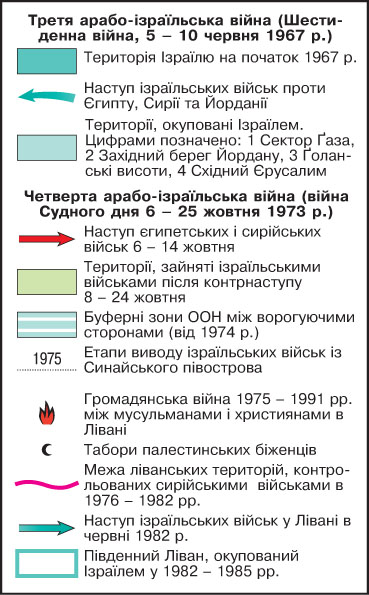 Третя арабо-ізраїльська війна (Шести-
денна війна, 5 – 10 червня 1967 р.)
Територія Ізраїлю на початок 1967 р.
Наступ ізраїльських військ проти
Єгипту, Сирії та Йорданії
Території, окуповані Ізраїлем.
Цифрами позначено: 1 Сектор Ґаза,
2 Західний берег Йордану, 3 Ґолан-
ські висоти, 4 Східний Єрусалим
Четверта арабо-ізраїльська війна (війна
Судного дня 6 – 25 жовтня 1973 р.)
Наступ єгипетських і сирійських
військ 6 – 14 жовтня
Території, зайняті ізраїльськими
військами після контрнаступу
8 – 24 жовтня
Буферні зони ООН між ворогуючими
сторонами (від 1974 р.)
1975 Етапи виводу ізраїльських військ із
Синайського півострова
Громадянська війна 1975 – 1991 рр.
між мусульманами і християнами в
Лівані
Табори палестинських біженців
Межа ліванських територій, контро-
льованих сирійськими військами в
1976 – 1982 рр.
Наступ ізраїльських військ у Лівані в
червні 1982 р.
Південний Ліван, окупований
Ізраїлем у 1982 – 1985 рр.